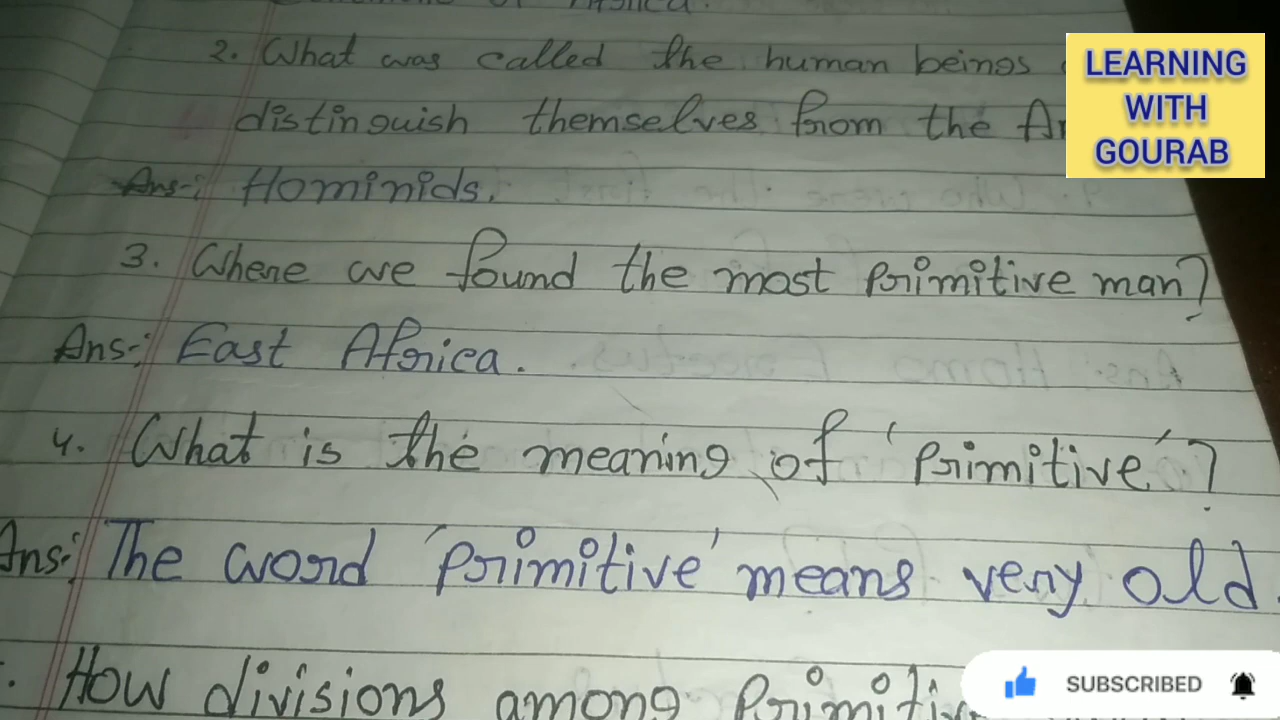 2. What was called the human beings
distinguish themselves from the
Ans-: Hominids.
3. Where we found the most Primitive man?
Ans-: East Africa.
4. What is the meaning of 'Primitive'?
Ans-: The word 'Primitive' means very old.
How divisions among
LEARNING
WITH
GOURAB
SUBSCRIBED